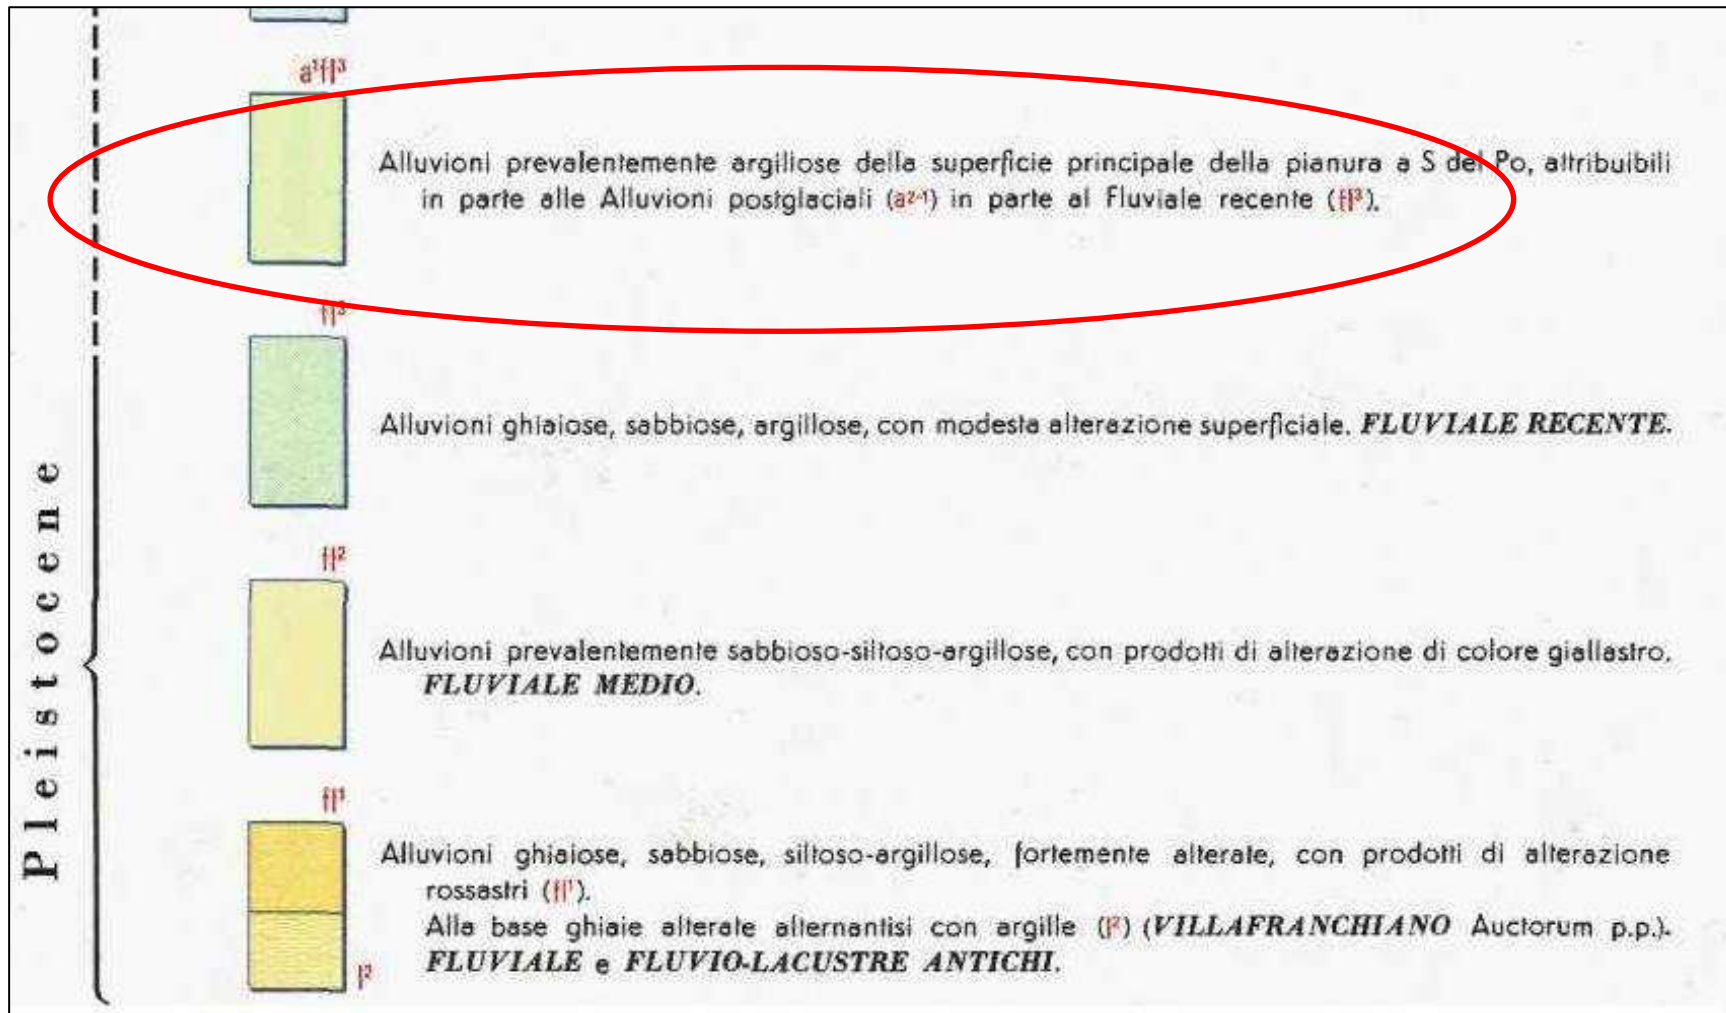 a¹fl³
Alluvioni prevalentemente argiliose della superficie principale della pianura a S del Po, attribuibili
in parte alle Alluvioni postglaciali (a²⁻¹) in parte al Fluviale recente (fl³).
fl³
Alluvioni ghiaiose, sabbiose, argillose, con modesta alterazione superficiale. FLUVIALE RECENTE.
fl²
Alluvioni prevalentemente sabbioso-siltoso-argillose, con prodotti di alterazione di colore giallastro.
FLUVIALE MEDIO.
fl¹
Alluvioni ghiaiose, sabbiose, siltoso-argillose, fortemente alterate, con prodotti di alterazione
rossastri (fl¹).
Alla base ghiaie alterate alternantisi con argille (l²) (VILLAFRANCHIANO Auctorum p.p.).
FLUVIALE e FLUVIO-LACUSTRE ANTICHI.
l²
Pleistocene